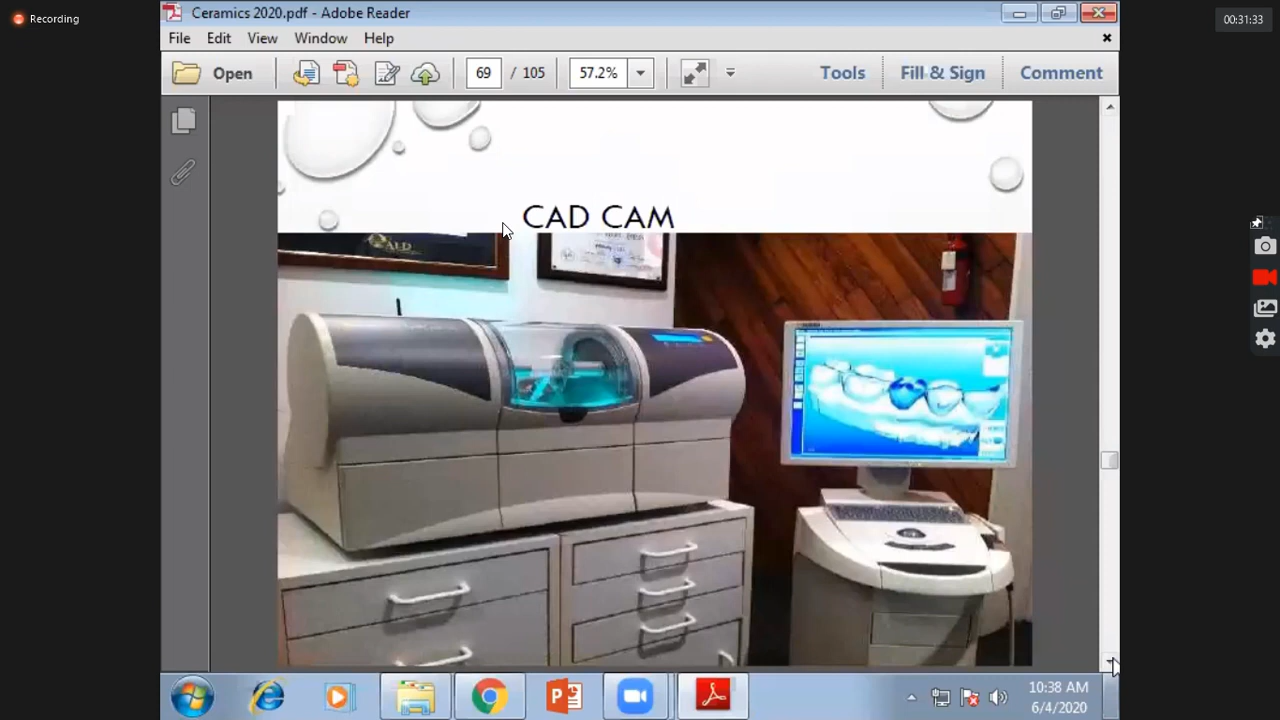 Recording
00:31:33
Ceramics 2020.pdf - Adobe Reader
File Edit View Window Help
Open 69 / 105 57.2% Tools Fill & Sign Comment
CAD CAM
10:38 AM
6/4/2020